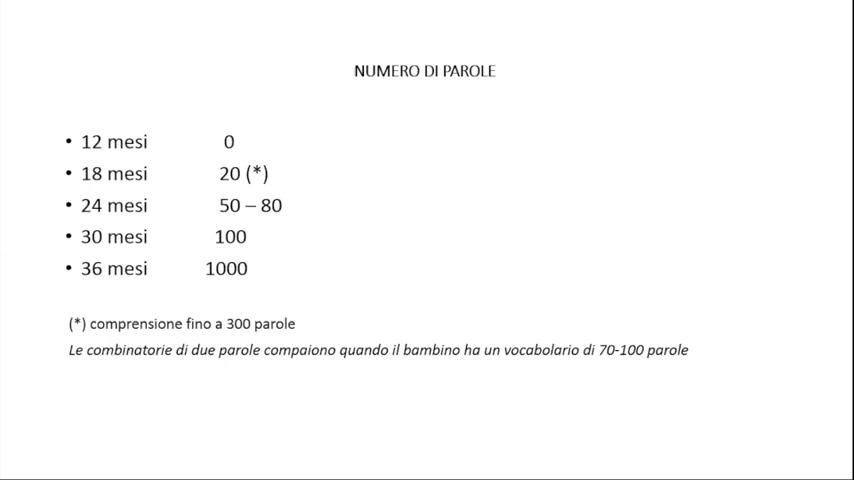 NUMERO DI PAROLE
• 12 mesi 0
• 18 mesi 20 (*)
• 24 mesi 50 – 80
• 30 mesi 100
• 36 mesi 1000
(*) comprensione fino a 300 parole
Le combinatorie di due parole compaiono quando il bambino ha un vocabolario di 70-100 parole